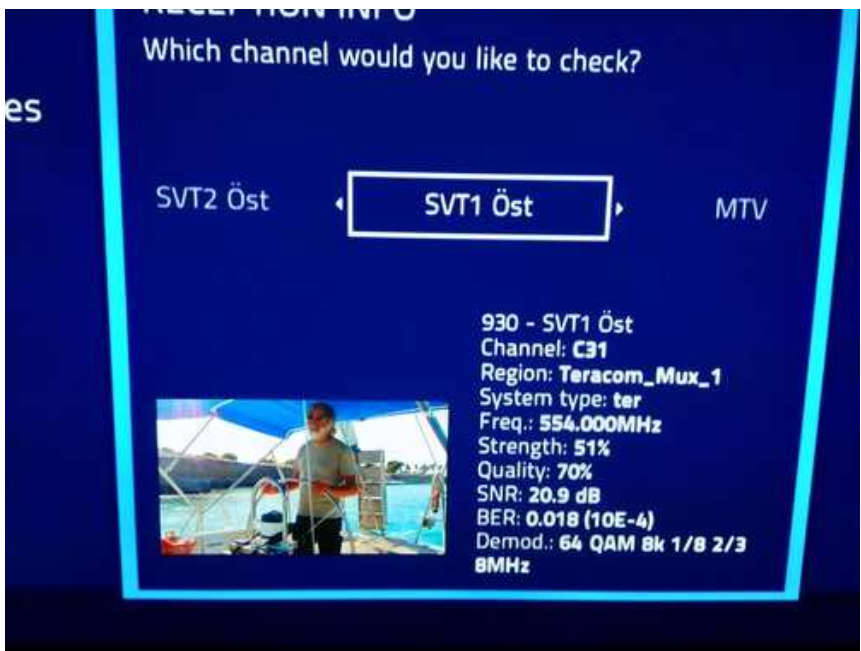 RECEPTION INFO
Which channel would you like to check?
es
SVT2 Öst
SVT1 Öst
MTV
930 - SVT1 Öst
Channel: C31
Region: Teracom_Mux_1
System type: ter
Freq.: 554.000MHz
Strength: 51%
Quality: 70%
SNR: 20.9 dB
BER: 0.018 (10E-4)
Demod.: 64 QAM 8k 1/8 2/3
8MHz